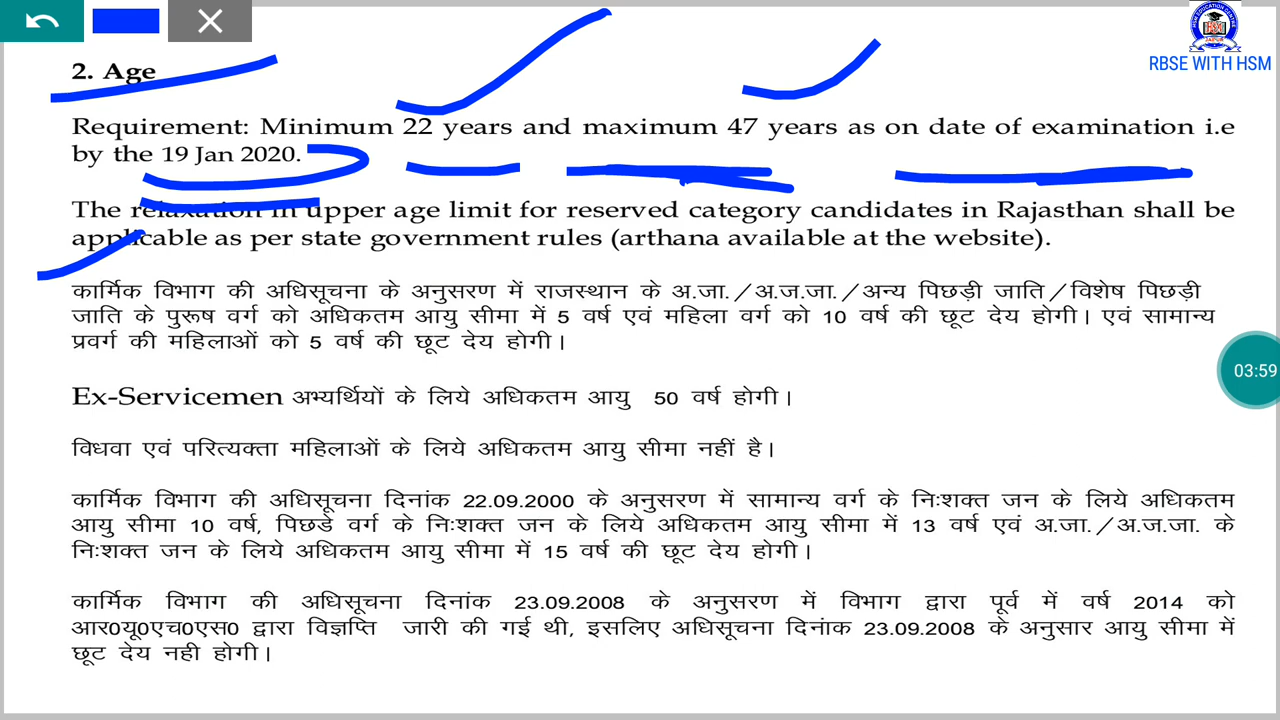 RBSE WITH HSM
2. Age
Requirement: Minimum 22 years and maximum 47 years as on date of examination i.e
by the 19 Jan 2020.
The relaxation in upper age limit for reserved category candidates in Rajasthan shall be
applicable as per state government rules (arthana available at the website).
कार्मिक विभाग की अधिसूचना के अनुसरण में राजस्थान के अ.जा./अ.ज.जा./अन्य पिछड़ी जाति/विशेष पिछड़ी
जाति के पुरूष वर्ग को अधिकतम आयु सीमा में 5 वर्ष एवं महिला वर्ग को 10 वर्ष की छूट देय होगी। एवं सामान्य
प्रवर्ग की महिलाओं को 5 वर्ष की छूट देय होगी।
03:59
Ex-Servicemen अभ्यर्थियों के लिये अधिकतम आयु 50 वर्ष होगी।
विधवा एवं परित्यक्ता महिलाओं के लिये अधिकतम आयु सीमा नहीं है।
कार्मिक विभाग की अधिसूचना दिनांक 22.09.2000 के अनुसरण में सामान्य वर्ग के निःशक्त जन के लिये अधिकतम
आयु सीमा 10 वर्ष, पिछडे वर्ग के निःशक्त जन के लिये अधिकतम आयु सीमा में 13 वर्ष एवं अ.जा./अ.ज.जा. के
निःशक्त जन के लिये अधिकतम आयु सीमा में 15 वर्ष की छूट देय होगी।
कार्मिक विभाग की अधिसूचना दिनांक 23.09.2008 के अनुसरण में विभाग द्वारा पूर्व में वर्ष 2014 को
आर0यू0एच0एस0 द्वारा विज्ञप्ति जारी की गई थी, इसलिए अधिसूचना दिनांक 23.09.2008 के अनुसार आयु सीमा में
छूट देय नही होगी।